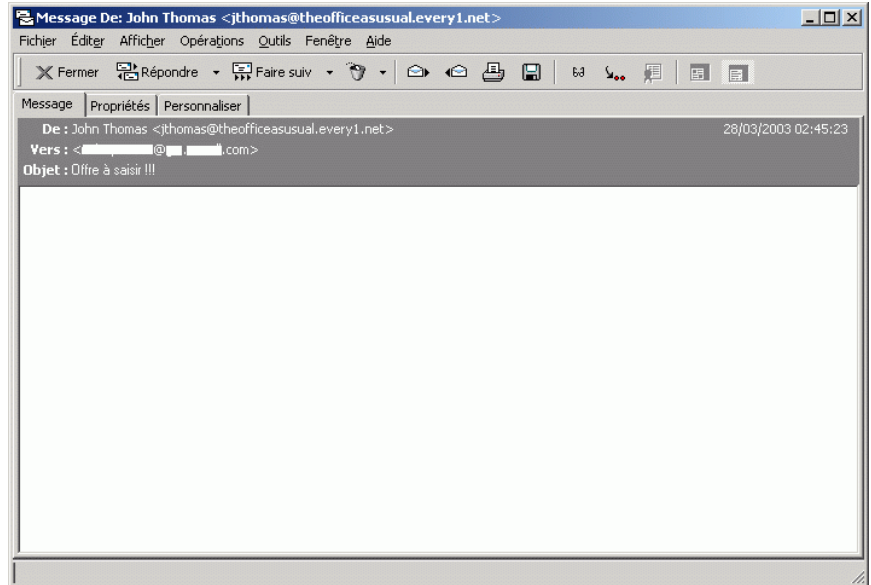 Message De: John Thomas <jthomas@theofficeasusual.every1.net>
Fichier Éditer Afficher Opérations Outils Fenêtre Aide
Fermer Répondre Faire suiv
Message Propriétés Personnaliser
De : John Thomas <jthomas@theofficeasusual.every1.net> 28/03/2003 02:45:23
Vers : < @ . .com>
Objet : Offre à saisir !!!